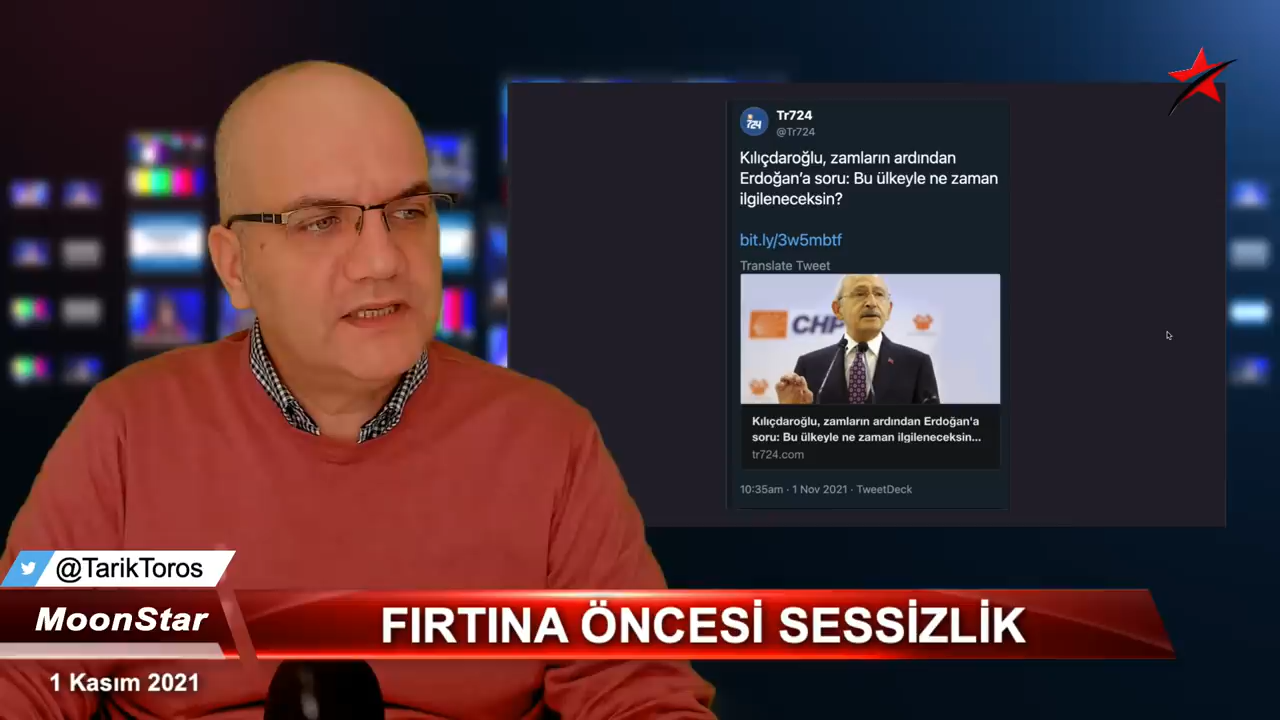 Tr724
@Tr724
Kılıçdaroğlu, zamların ardından
Erdoğan'a soru: Bu ülkeyle ne zaman
ilgileneceksin?
bit.ly/3w5mbtf
Translate Tweet
CHP
Kılıçdaroğlu, zamların ardından Erdoğan'a
soru: Bu ülkeyle ne zaman ilgileneceksin...
tr724.com
10:35am · 1 Nov 2021 · TweetDeck
@TarikToros
MoonStar
FIRTINA ÖNCESİ SESSİZLİK
1 Kasım 2021